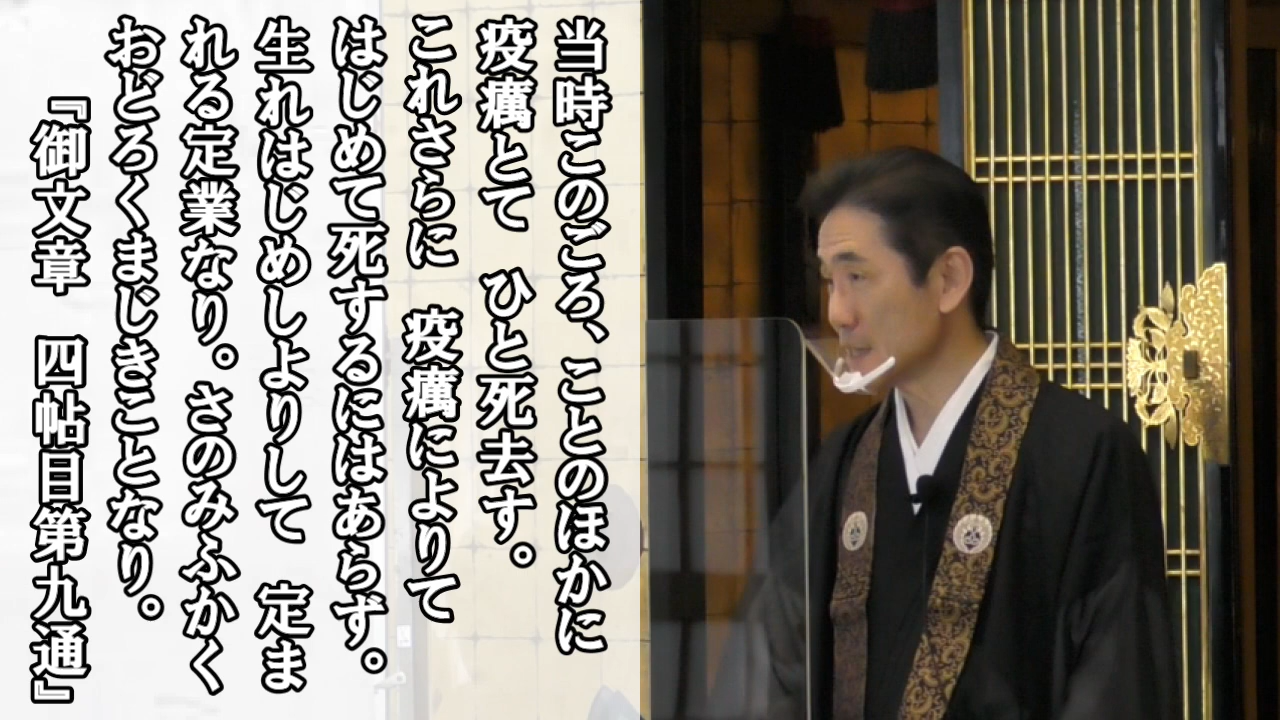 当時このごろ、ことのほかに
疫癘とて　ひと死去す。
これさらに　疫癘によりて
はじめて死するにはあらず。
生れはじめしよりして　定ま
れる定業なり。さのみふかく
おどろくまじきことなり。
『御文章　四帖目第九通』